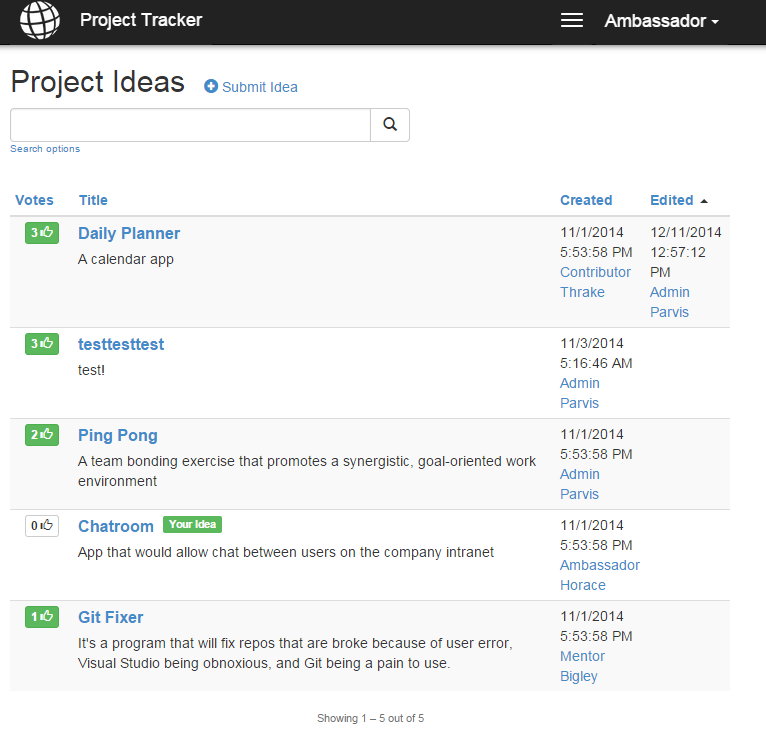 Project Tracker
Ambassador
Project Ideas
Submit Idea
Search options
Votes Title Created Edited
3 Daily Planner
A calendar app
11/1/2014
5:53:58 PM
Contributor
Thrake
12/11/2014
12:57:12
PM
Admin
Parvis
3 testtesttest
test!
11/3/2014
5:16:46 AM
Admin
Parvis
2 Ping Pong
A team bonding exercise that promotes a synergistic, goal-oriented work
environment
11/1/2014
5:53:58 PM
Admin
Parvis
0 Chatroom Your Idea
App that would allow chat between users on the company intranet
11/1/2014
5:53:58 PM
Ambassador
Horace
1 Git Fixer
It's a program that will fix repos that are broke because of user error,
Visual Studio being obnoxious, and Git being a pain to use.
11/1/2014
5:53:58 PM
Mentor
Bigley
Showing 1 – 5 out of 5